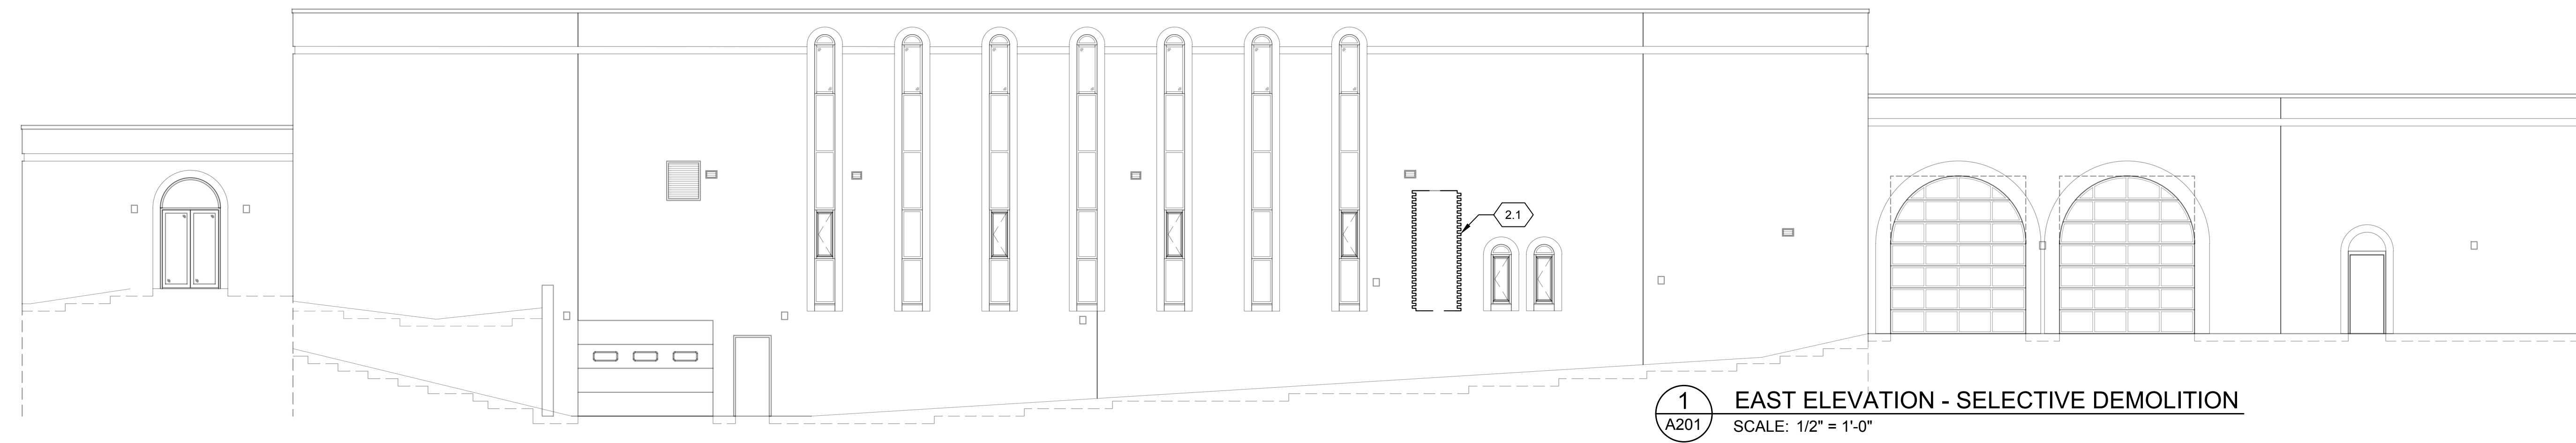 2.1
1
A201
EAST ELEVATION - SELECTIVE DEMOLITION
SCALE: 1/2" = 1'-0"